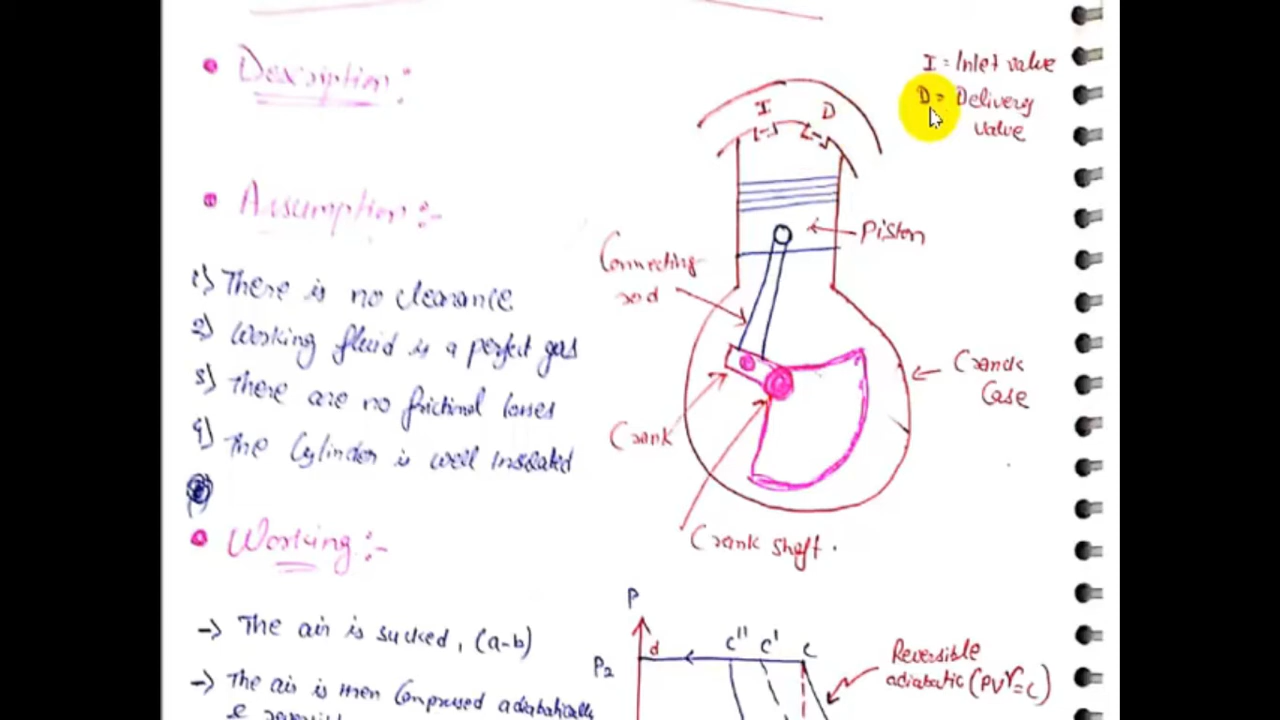 Description:
I = Inlet valve
D = Delivery
valve
I
D
Assumption:-
Piston
Connecting
rod
1) There is no clearance
2) Working fluid is a perfect gas
3) There are no frictional losses
4) The Cylinder is well insulated
Crank
Case
Crank
Crank shaft.
Working:-
P
→ The air is sucked, (a-b)
c'' c' c
d
P2
Reversible
adiabatic (PVγ=c)
→ The air is then Compressed adiabatically